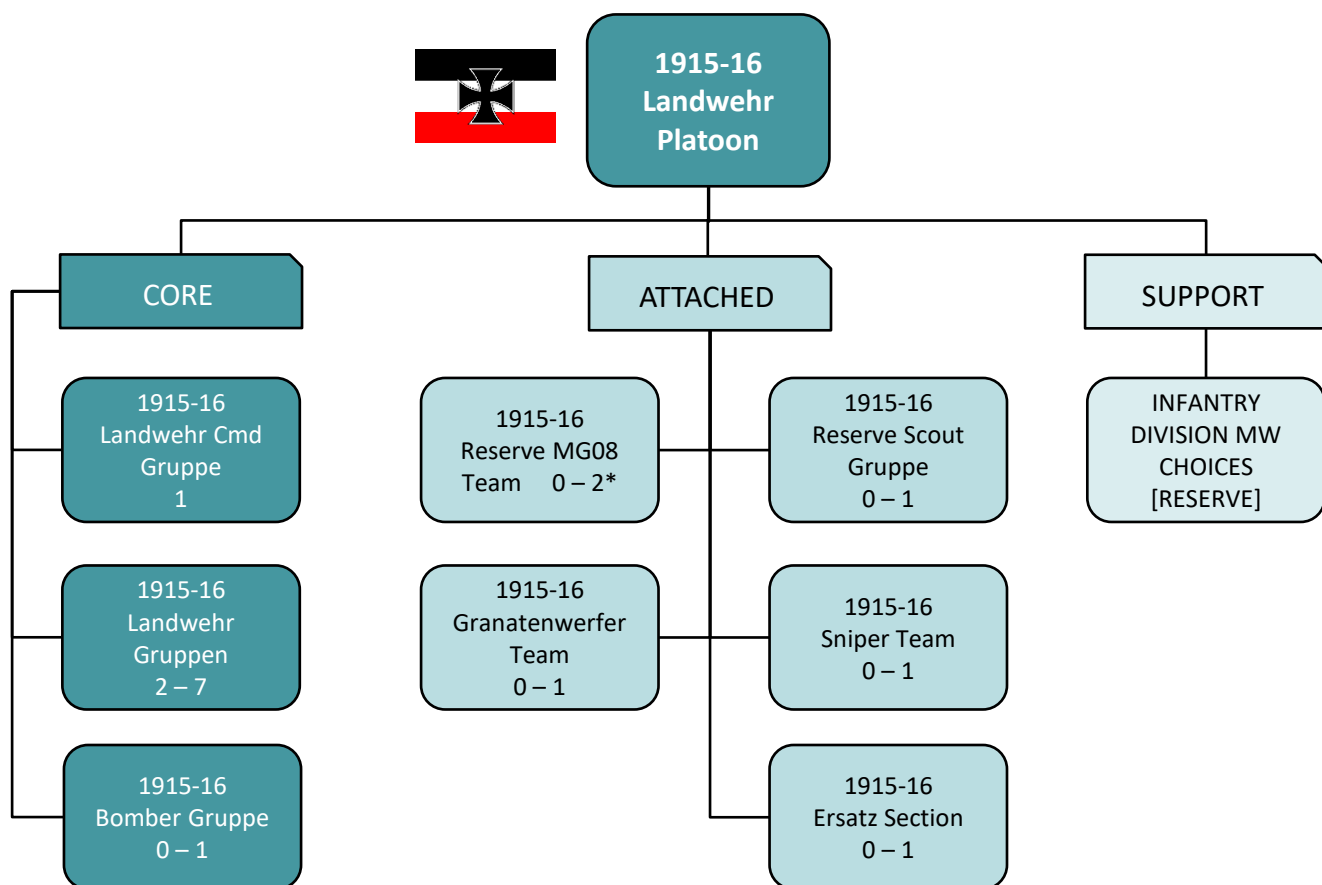 1915-16
Landwehr
Platoon
CORE
ATTACHED
SUPPORT
1915-16
Landwehr Cmd
Gruppe
1
1915-16
Landwehr
Gruppen
2 – 7
1915-16
Bomber Gruppe
0 – 1
1915-16
Reserve MG08
Team 0 – 2*
1915-16
Granatenwerfer
Team
0 – 1
1915-16
Reserve Scout
Gruppe
0 – 1
1915-16
Sniper Team
0 – 1
1915-16
Ersatz Section
0 – 1
INFANTRY
DIVISION MW
CHOICES
[RESERVE]